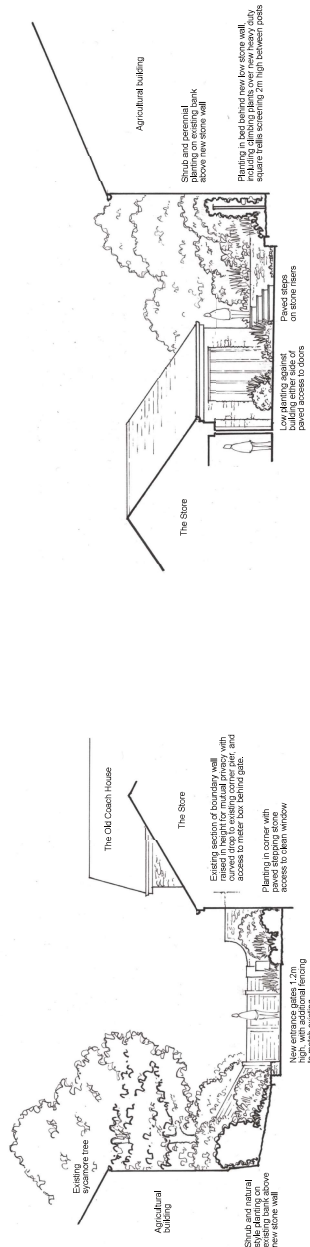 Existing
sycamore tree
Agricultural
building
Shrub and natural
style planting on
existing bank above
new stone wall
New entrance gates 1.2m
high, with additional fencing
Planting in corner with
paved stepping stone
access to clean window
Existing section of boundary wall
raised in height for mutual privacy with
curved drop to existing corner pier, and
access to meter box behind gate.
The Old Coach House
The Store
The Store
Low planting against
building either side of
paved access to doors
Paved steps
on stone risers
Agricultural building
Shrub and perennial
planting on existing bank
above new stone wall
Planting in bed behind new low stone wall,
including climbing plants over new heavy duty
square trellis screening 2m high between posts